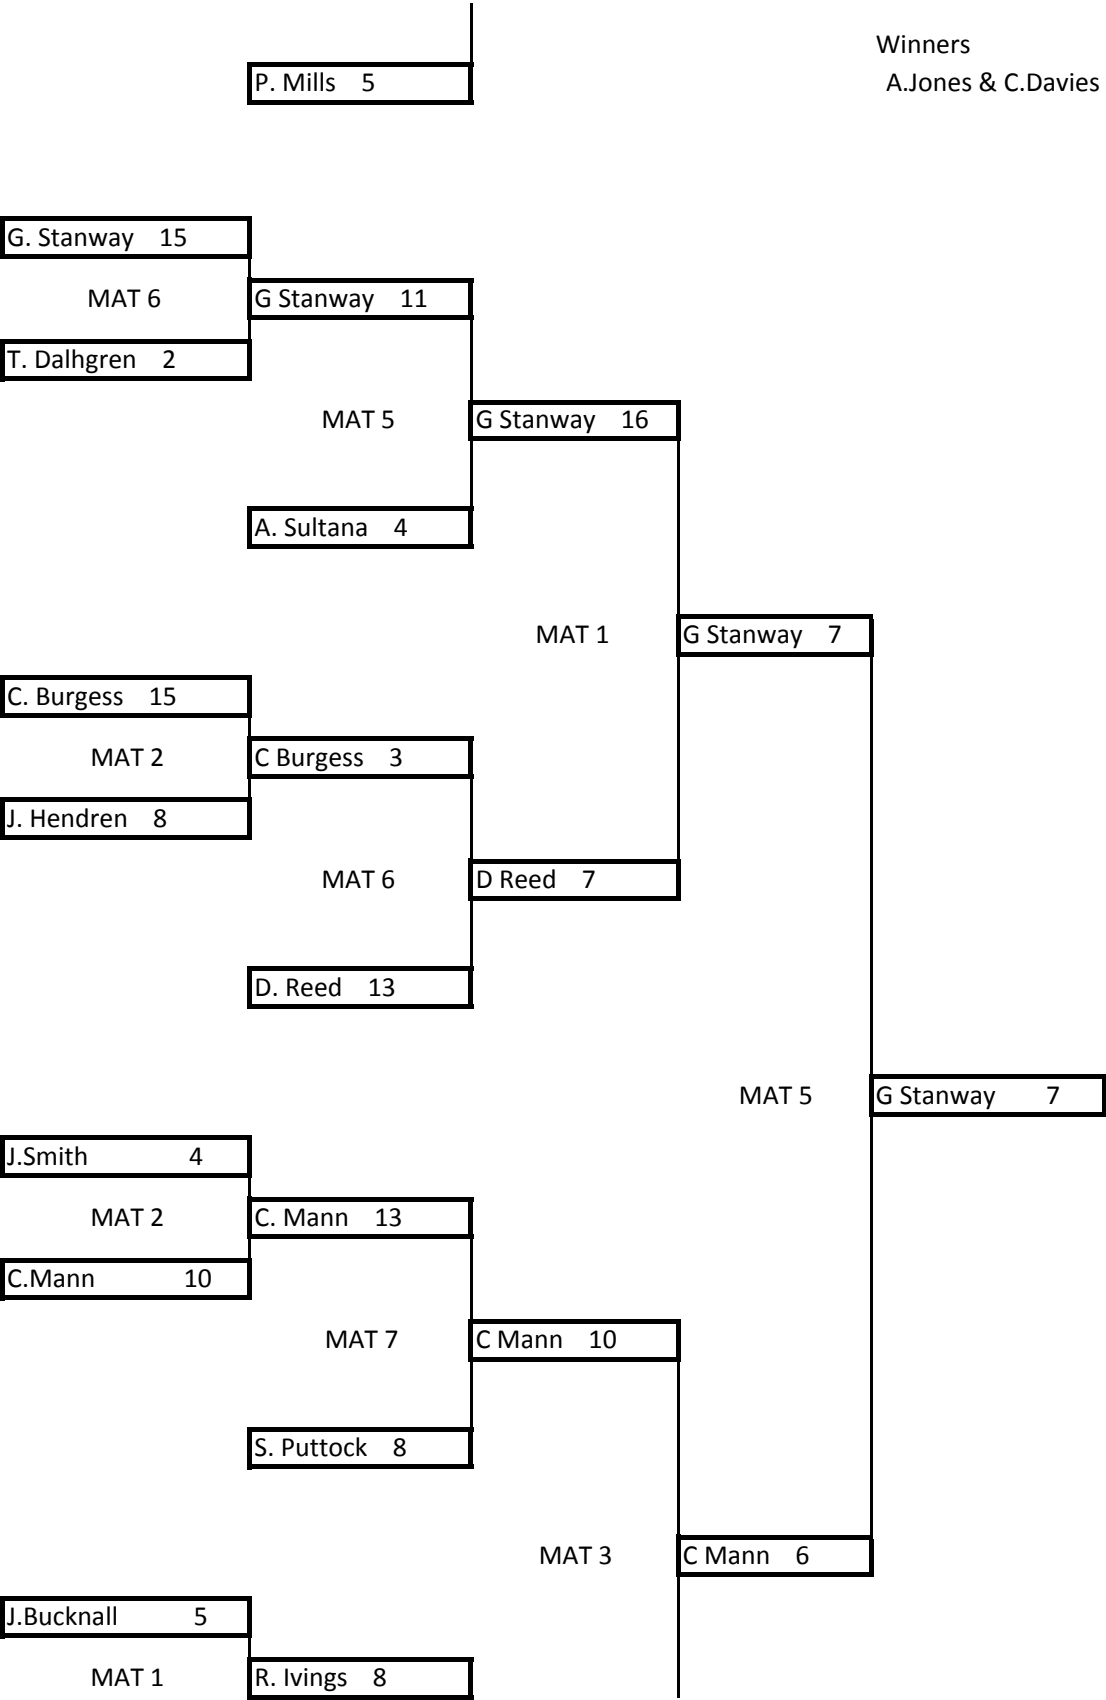 Winners
P. Mills 5
A.Jones & C.Davies
G. Stanway 15
MAT 6
G Stanway 11
T. Dalhgren 2
MAT 5
G Stanway 16
A. Sultana 4
MAT 1
G Stanway 7
C. Burgess 15
MAT 2
C Burgess 3
J. Hendren 8
MAT 6
D Reed 7
D. Reed 13
MAT 5
G Stanway 7
J.Smith 4
MAT 2
C. Mann 13
C.Mann 10
MAT 7
C Mann 10
S. Puttock 8
MAT 3
C Mann 6
J.Bucknall 5
MAT 1
R. Ivings 8